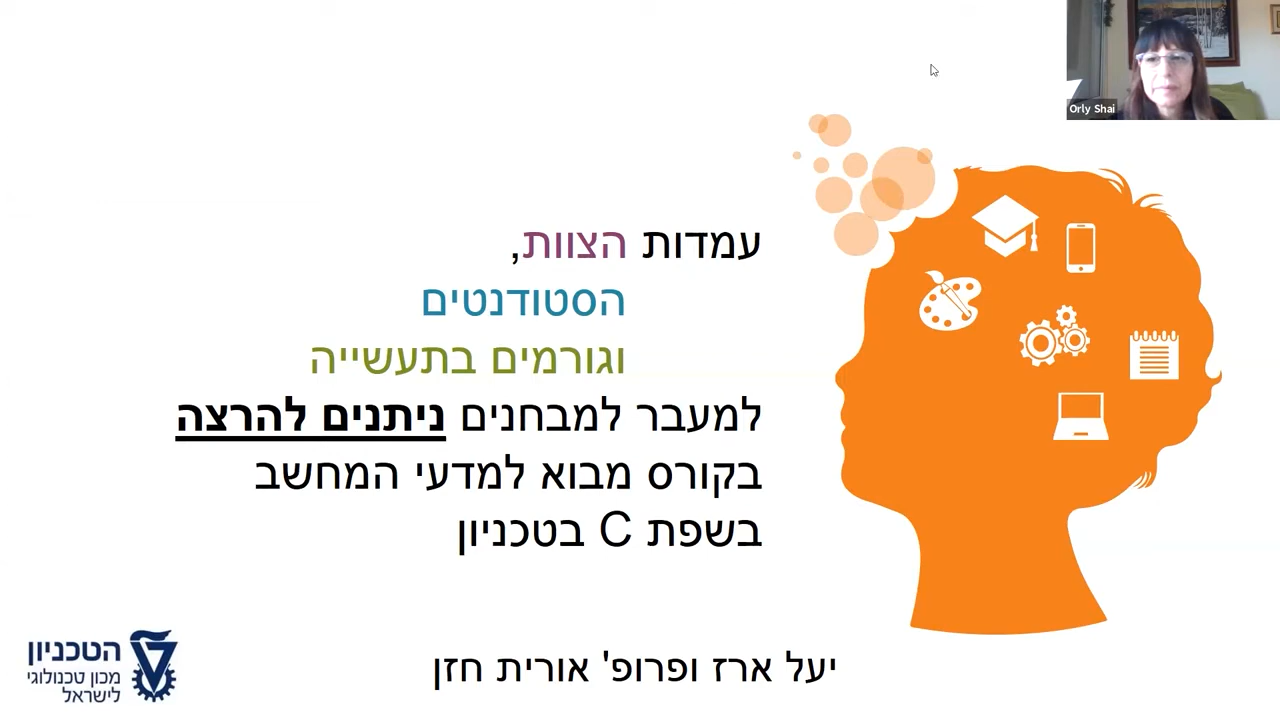 Orly Shai
עמדות הצוות,
הסטודנטים
וגורמים בתעשייה
למעבר למבחנים ניתנים להרצה
בקורס מבוא למדעי המחשב
בשפת C בטכניון
יעל ארז ופרופ' אורית חזן
הטכניון
מכון טכנולוגי
לישראל